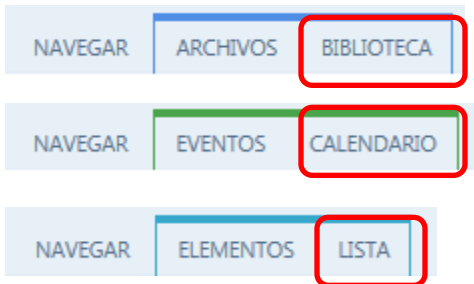 NAVEGAR ARCHIVOS BIBLIOTECA
NAVEGAR EVENTOS CALENDARIO
NAVEGAR ELEMENTOS LISTA